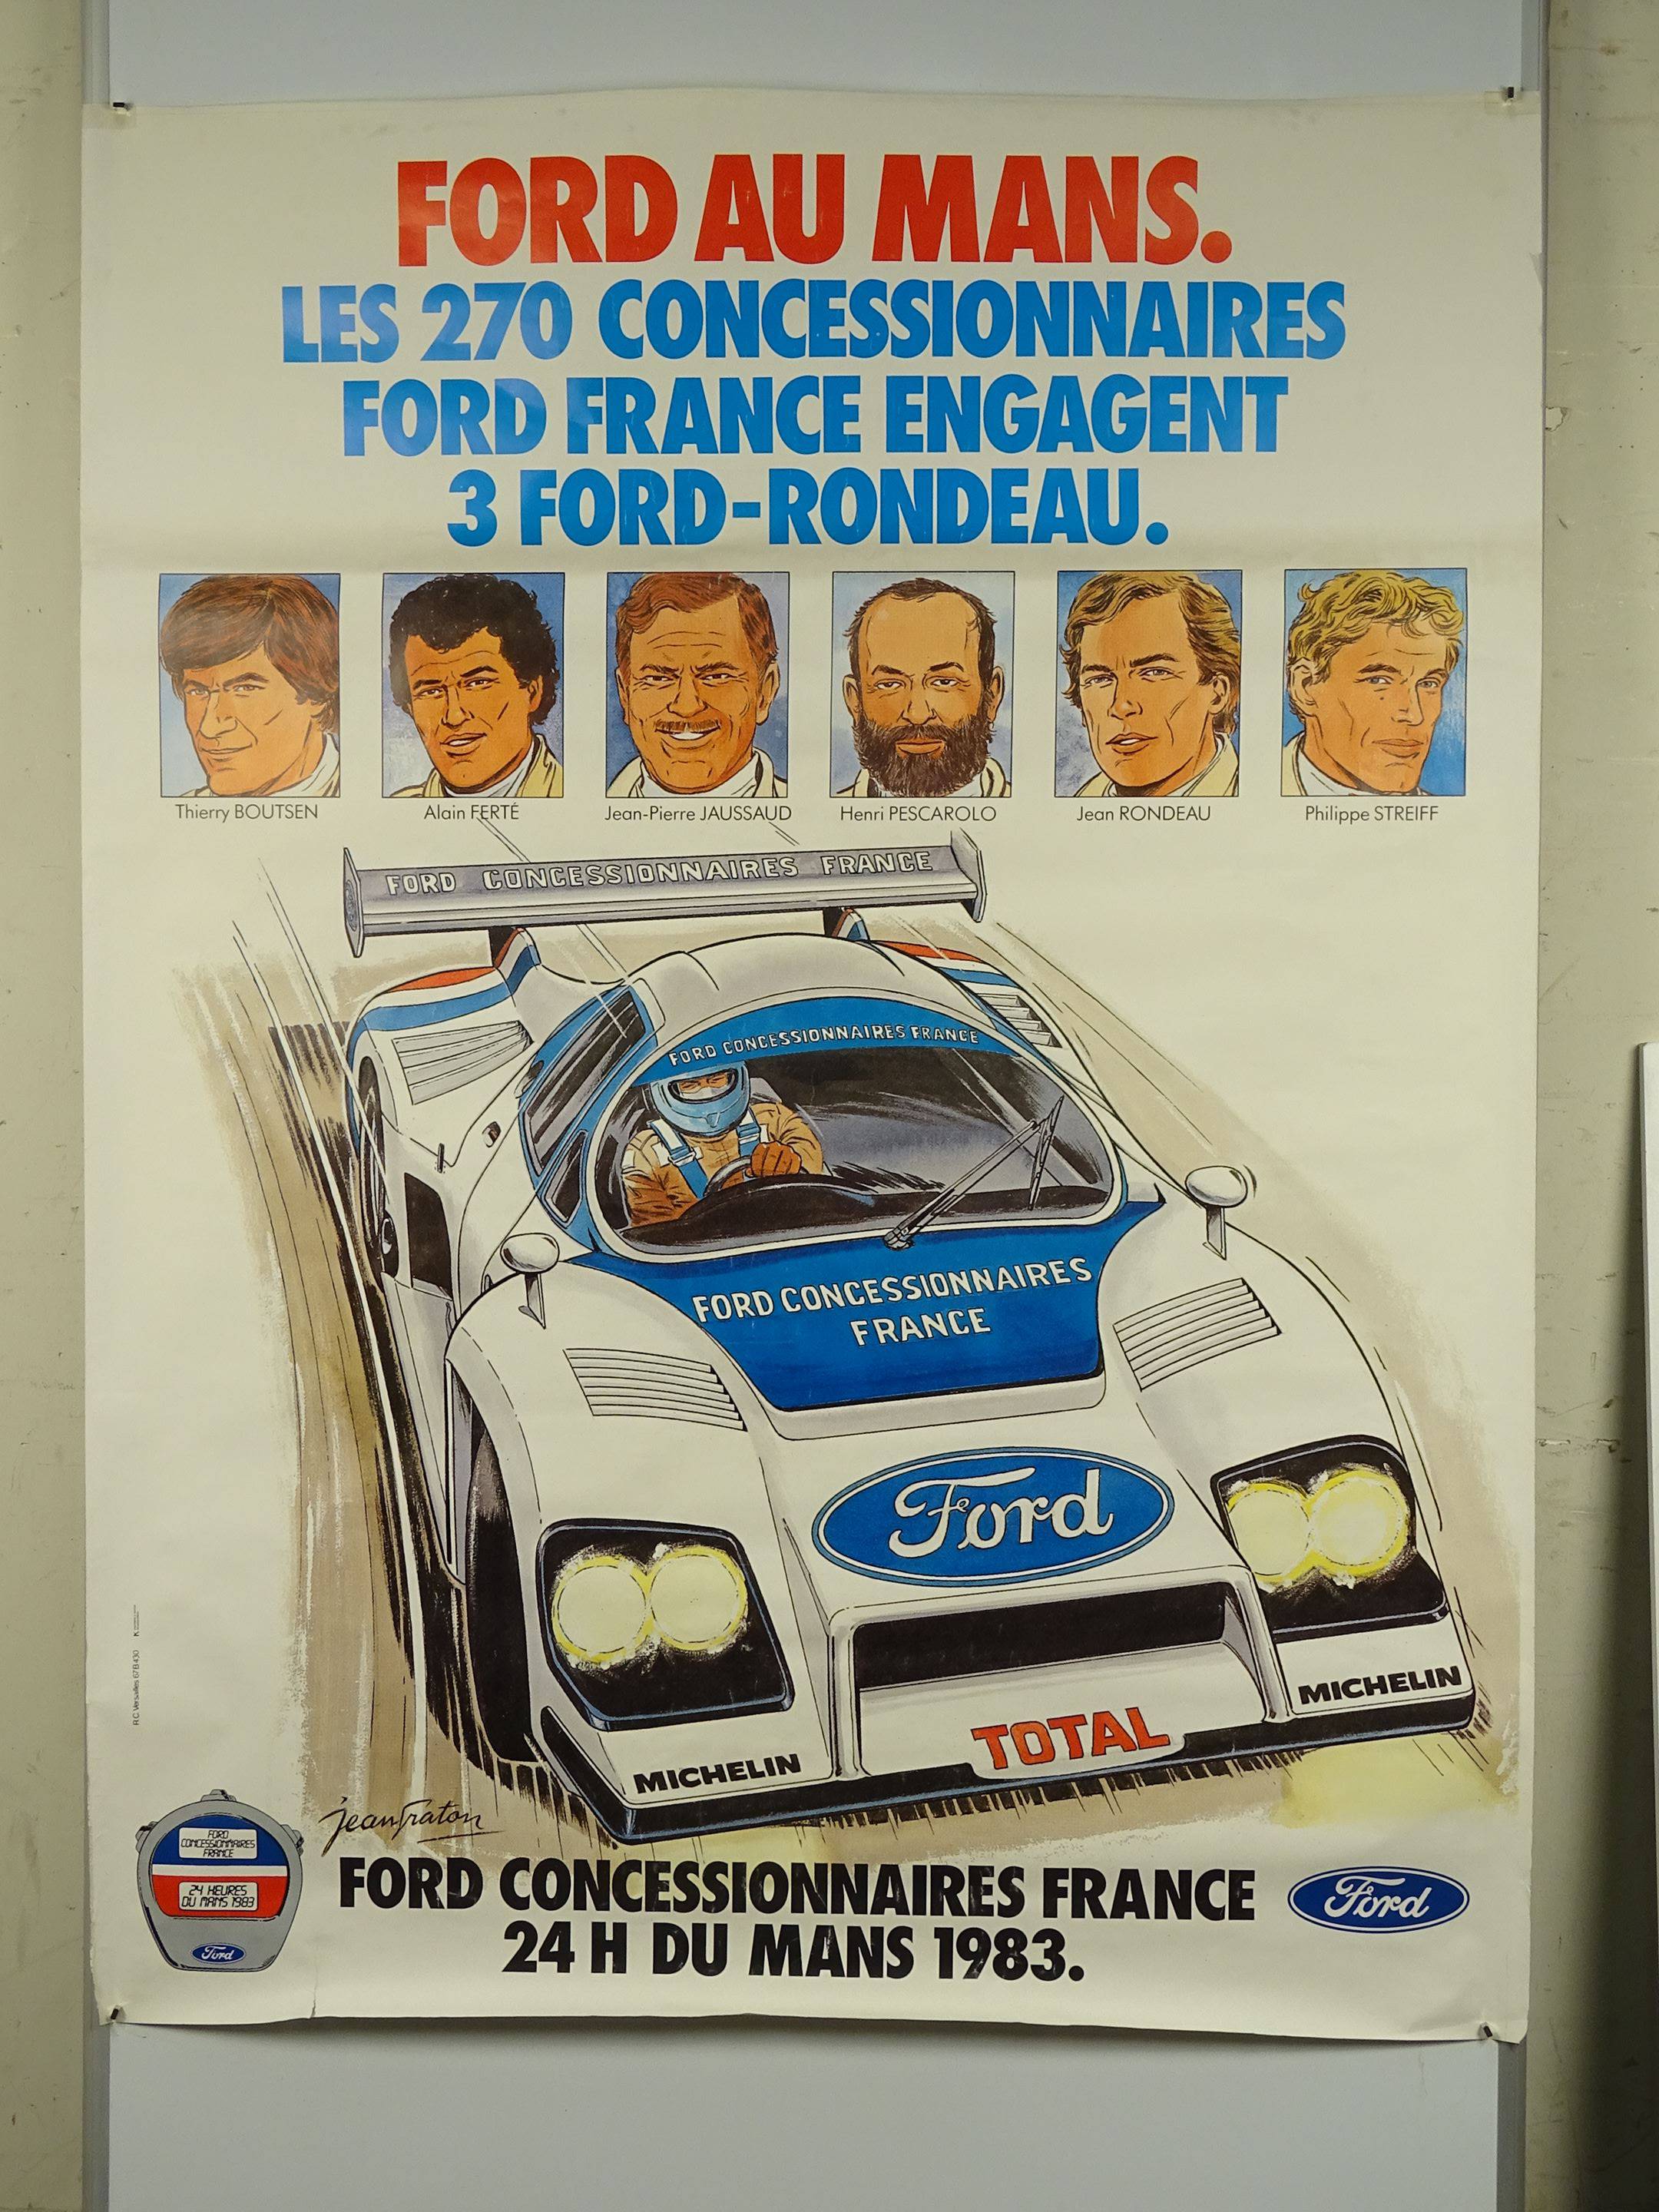 FORD AU MANS.
LES 270 CONCESSIONNAIRES
FORD FRANCE ENGAGENT
3 FORD-RONDEAU.
Thierry BOUTSEN
Alain FERTÉ
Jean-Pierre JAUSSAUD
Henri PESCAROLO
Jean RONDEAU
Philippe STREIFF
FORD CONCESSIONNAIRES FRANCE
FORD CONCESSIONNAIRES FRANCE
FORD CONCESSIONNAIRES
FRANCE
Ford
MICHELIN
TOTAL
MICHELIN
R.C. Versailles 67 B 430
jean Graton
FORD
CONCESSIONNAIRES
FRANCE
24 HEURES
DU MANS 1983
Ford
FORD CONCESSIONNAIRES FRANCE
24 H DU MANS 1983.
Ford